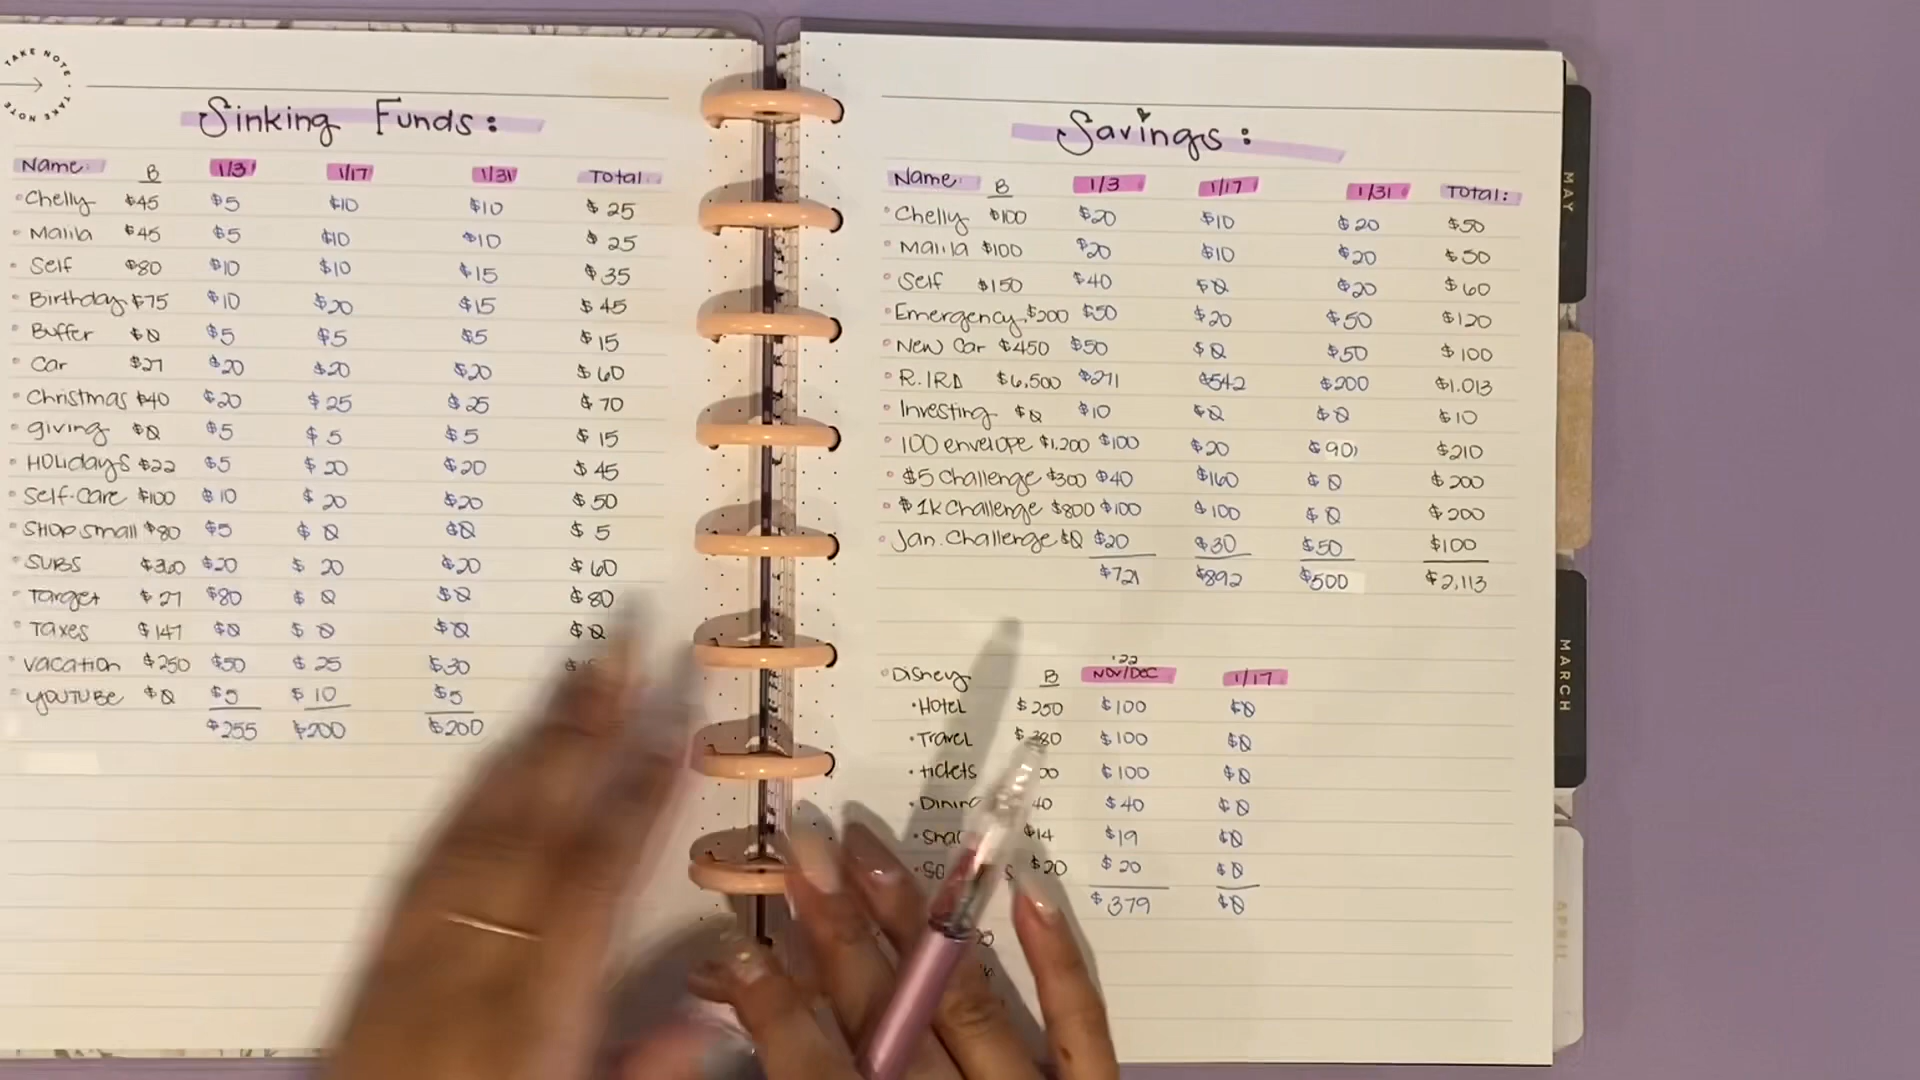 TAKE NOTE · TAKE NOTE ·
Sinking Funds:
Name: B 1/3 1/17 1/31 Total
• Chelly $45 $5 $10 $10 $25
• Malila $45 $5 $10 $10 $25
• Self $80 $10 $10 $15 $35
• Birthday $75 $10 $20 $15 $45
• Buffer $0 $5 $5 $5 $15
• Car $27 $20 $20 $20 $60
• Christmas $40 $20 $25 $25 $70
• giving $0 $5 $5 $5 $15
• HOLidays $22 $5 $20 $20 $45
• Self-care $100 $10 $20 $20 $50
• SHOP small $80 $5 $0 $0 $5
• SUBS $360 $20 $20 $20 $60
• Target $27 $80 $0 $0 $80
• Taxes $147 $0 $0 $0 $0
• vacation $250 $50 $25 $30
• YOUTUBE $0 $5 $10 $5
$255 $200 $200
Savings:
Name: B 1/3 1/17 1/31 TOTAL:
• Chelly $100 $20 $10 $20 $50
• Malila $100 $20 $10 $20 $50
• Self $150 $40 $0 $20 $60
• Emergency $200 $50 $20 $50 $120
• New Car $450 $50 $0 $50 $100
• R.IRA $6,500 $271 $542 $200 $1.013
• Investing $0 $10 $0 $0 $10
• 100 envelope $1,200 $100 $20 $90 $210
• $5 Challenge $300 $40 $160 $0 $200
• $1k Challenge $800 $100 $100 $0 $200
• Jan. Challenge $0 $20 $30 $50 $100
$721 $892 $500 $2,113
• Disney B '22 NOV/DEC 1/17
• Hotel $250 $100 $0
• Travel $100 $0
• tickets $100 $0
• $40 $0
• $14 $19 $0
• $20 $20 $0
$379 $0
MAY
MARCH
APRIL